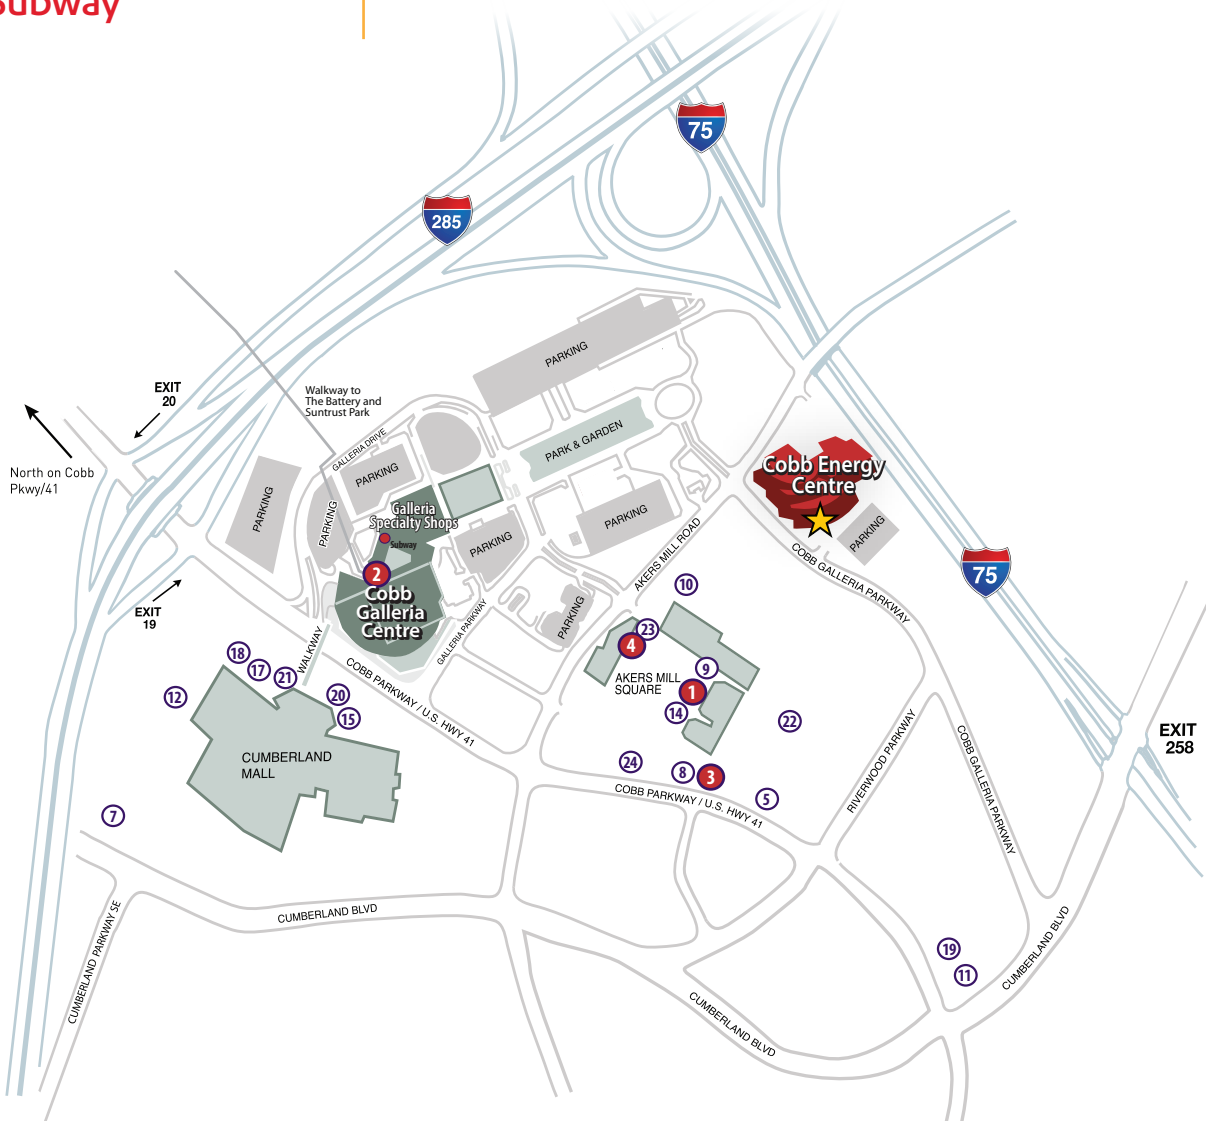 Subway
75
285
EXIT
20
North on Cobb
Pkwy/41
Walkway to
The Battery and
Suntrust Park
GALLERIA DRIVE
PARKING
PARKING
PARKING
PARKING
PARK & GARDEN
PARKING
PARKING
PARKING
PARKING
Galleria
Specialty Shops
Subway
2
Cobb
Galleria
Centre
Cobb Energy
Centre
75
EXIT
19
AKERS MILL ROAD
COBB GALLERIA PARKWAY
GALLERIA PARKWAY
WALKWAY
COBB PARKWAY / U.S. HWY 41
10
23
4
9
AKERS MILL
SQUARE
1
14
22
18
17
21
12
20
15
CUMBERLAND
MALL
24
8
3
5
7
COBB PARKWAY / U.S. HWY 41
RIVERWOOD PARKWAY
COBB GALLERIA PARKWAY
EXIT
258
CUMBERLAND BLVD
CUMBERLAND PARKWAY SE
19
11
CUMBERLAND BLVD
CUMBERLAND BLVD